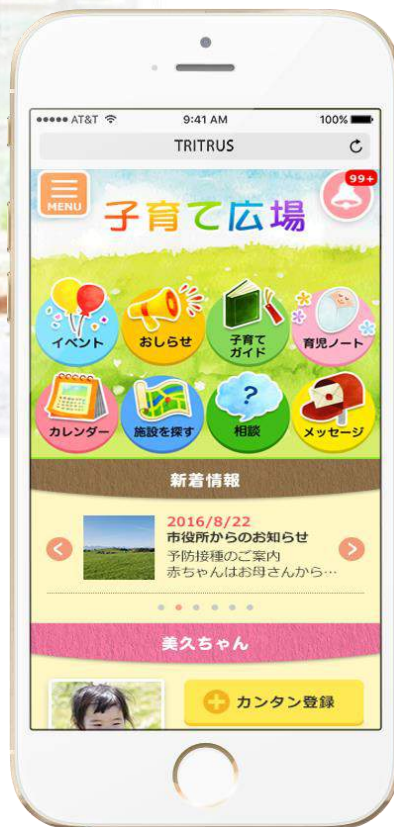 AT&T 9:41 AM 100%
TRITRUS
MENU
99+
子育て広場
イベント
おしらせ
子育て
ガイド
育児ノート
カレンダー
施設を探す
?
相談
メッセージ
新着情報
2016/8/22
市役所からのお知らせ
予防接種のご案内
赤ちゃんはお母さんから…
美久ちゃん
カンタン登録